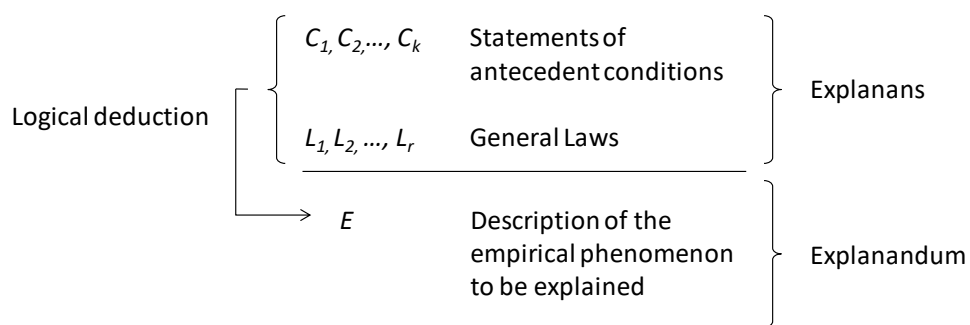 C1, C2,…, Ck Statements of
antecedent conditions
Explanans
Logical deduction
L1, L2, …, Lr General Laws
E Description of the
empirical phenomenon
to be explained
Explanandum